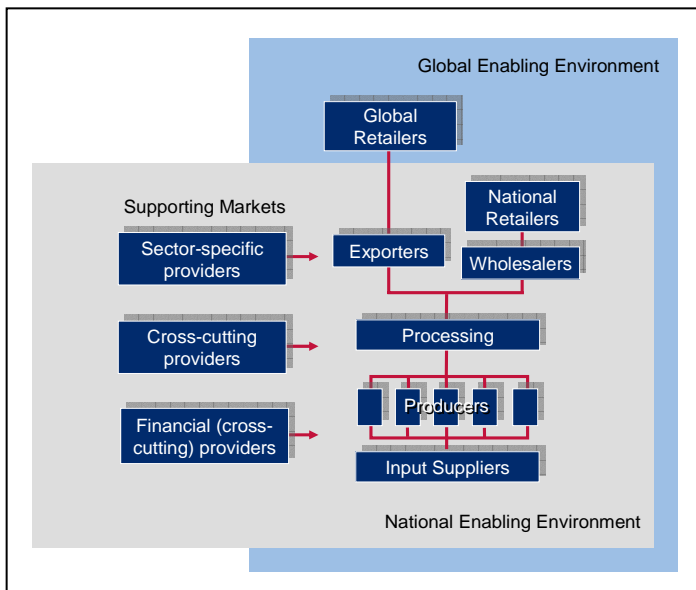 Global Enabling Environment
Global
Retailers
National
Retailers
Supporting Markets
Sector-specific
providers
Exporters
Wholesalers
Cross-cutting
providers
Processing
Producers
Financial (cross-
cutting) providers
Input Suppliers
National Enabling Environment